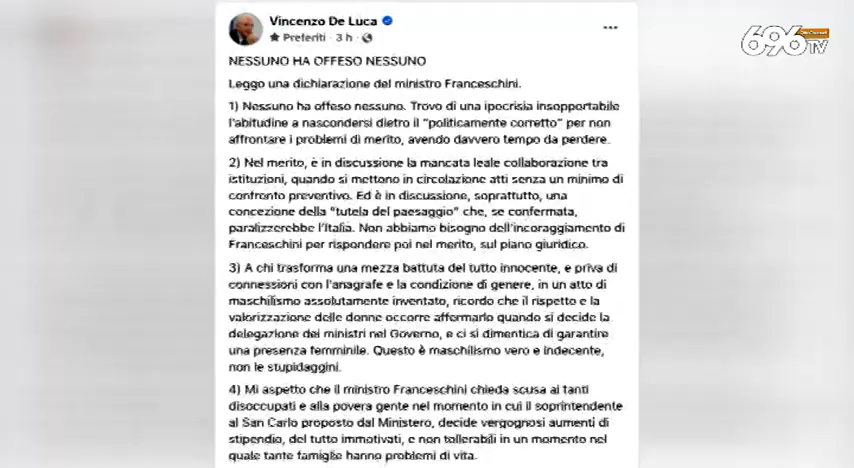 Vincenzo De Luca
696 TV
Preferiti · 3 h ·
NESSUNO HA OFFESO NESSUNO
Leggo una dichiarazione del ministro Franceschini.
1) Nessuno ha offeso nessuno. Trovo di una ipocrisia insopportabile
l'abitudine a nascondersi dietro il "politicamente corretto" per non
affrontare i problemi di merito, avendo davvero tempo da perdere.
2) Nel merito, è in discussione la mancata leale collaborazione tra
istituzioni, quando si mettono in circolazione atti senza un minimo di
confronto preventivo. Ed è in discussione, soprattutto, una
concezione della "tutela del paesaggio" che, se confermata,
paralizzerebbe l'Italia. Non abbiamo bisogno dell'incoraggiamento di
Franceschini per rispondere poi nel merito, sul piano giuridico.
3) A chi trasforma una mezza battuta del tutto innocente, e priva di
connessioni con l'anagrafe e la condizione di genere, in un atto di
maschilismo assolutamente inventato, ricordo che il rispetto e la
valorizzazione delle donne occorre affermarlo quando si decide la
delegazione dei ministri nel Governo, e ci si dimentica di garantire
una presenza femminile. Questo è maschilismo vero e indecente,
non le stupidaggini.
4) Mi aspetto che il ministro Franceschini chieda scusa ai tanti
disoccupati e alla povera gente nel momento in cui il soprintendente
al San Carlo proposto dal Ministero, decide vergognosi aumenti di
stipendio, del tutto immotivati, e non tollerabili in un momento nel
quale tante famiglie hanno problemi di vita.